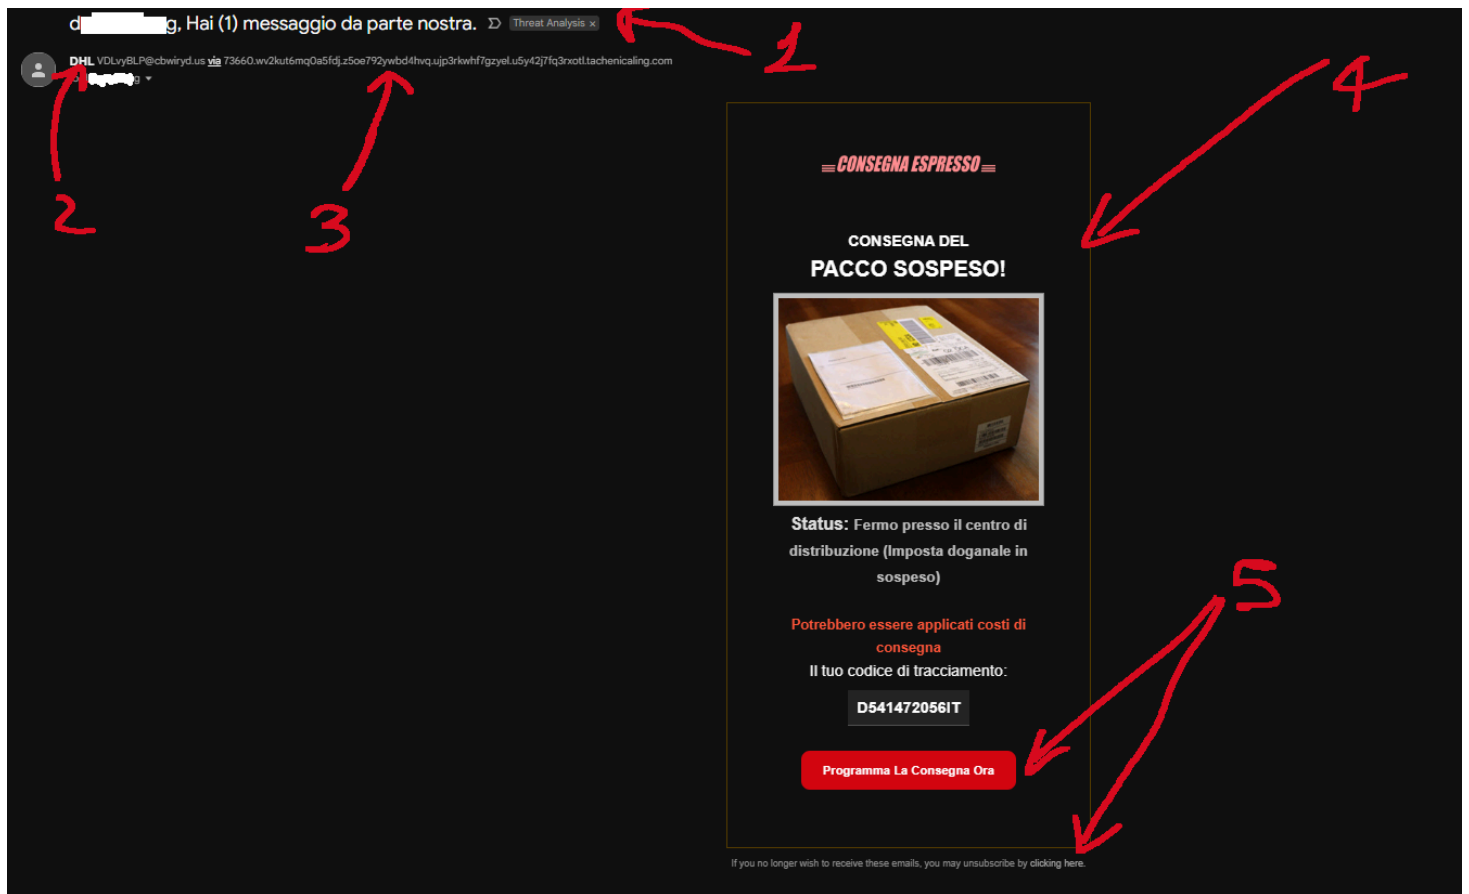 d g, Hai (1) messaggio da parte nostra. Threat Analysis × 1
DHL VDLvyBLP@cbwiryd.us via 73660.wv2kut6mq0a5fdj.z5oe792ywbd4hvq.ujp3rkwhf7gzyel.u5y42j7fq3rxotl.tachenicaling.com
g
2
3
4
CONSEGNA ESPRESSO
CONSEGNA DEL
PACCO SOSPESO!
Status: Fermo presso il centro di
distribuzione (Imposta doganale in
sospeso)
5
Potrebbero essere applicati costi di
consegna
Il tuo codice di tracciamento:
D541472056IT
Programma La Consegna Ora
If you no longer wish to receive these emails, you may unsubscribe by clicking here.